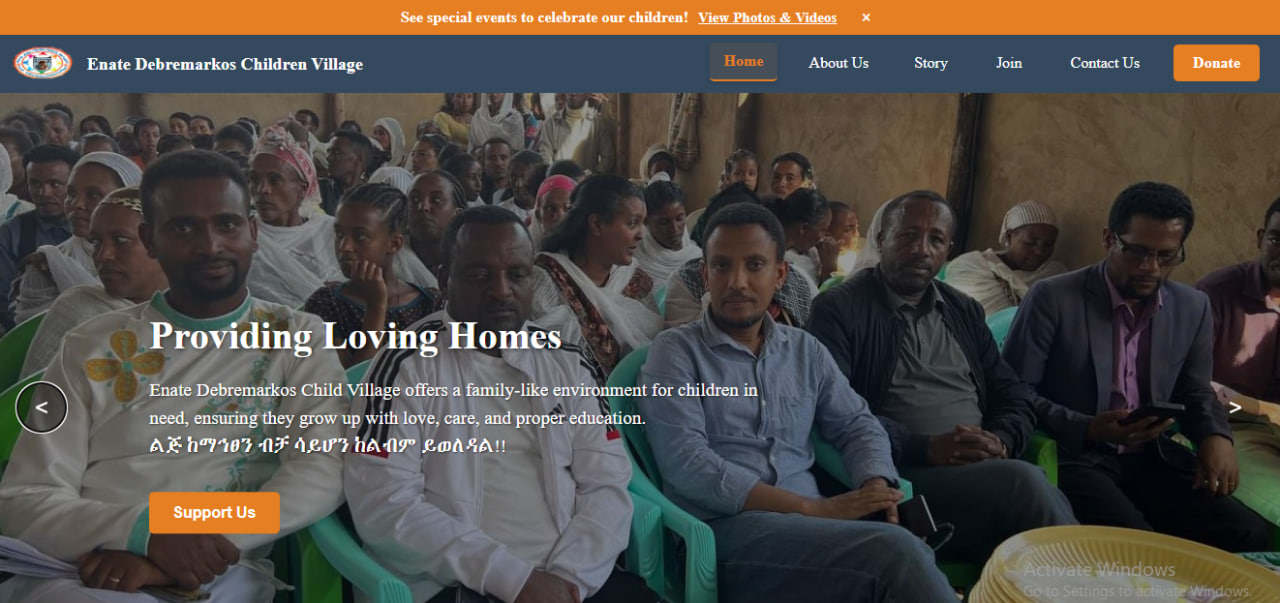 See special events to celebrate our children! View Photos & Videos ×
Enate Debremarkos Children Village
Home About Us Story Join Contact Us Donate
Providing Loving Homes
Enate Debremarkos Child Village offers a family-like environment for children in
need, ensuring they grow up with love, care, and proper education.
ልጅ ከማኅፀን ብቻ ሳይሆን ከልብም ይወለዳል!!
< >
Support Us
Activate Windows
Go to Settings to activate Windows.